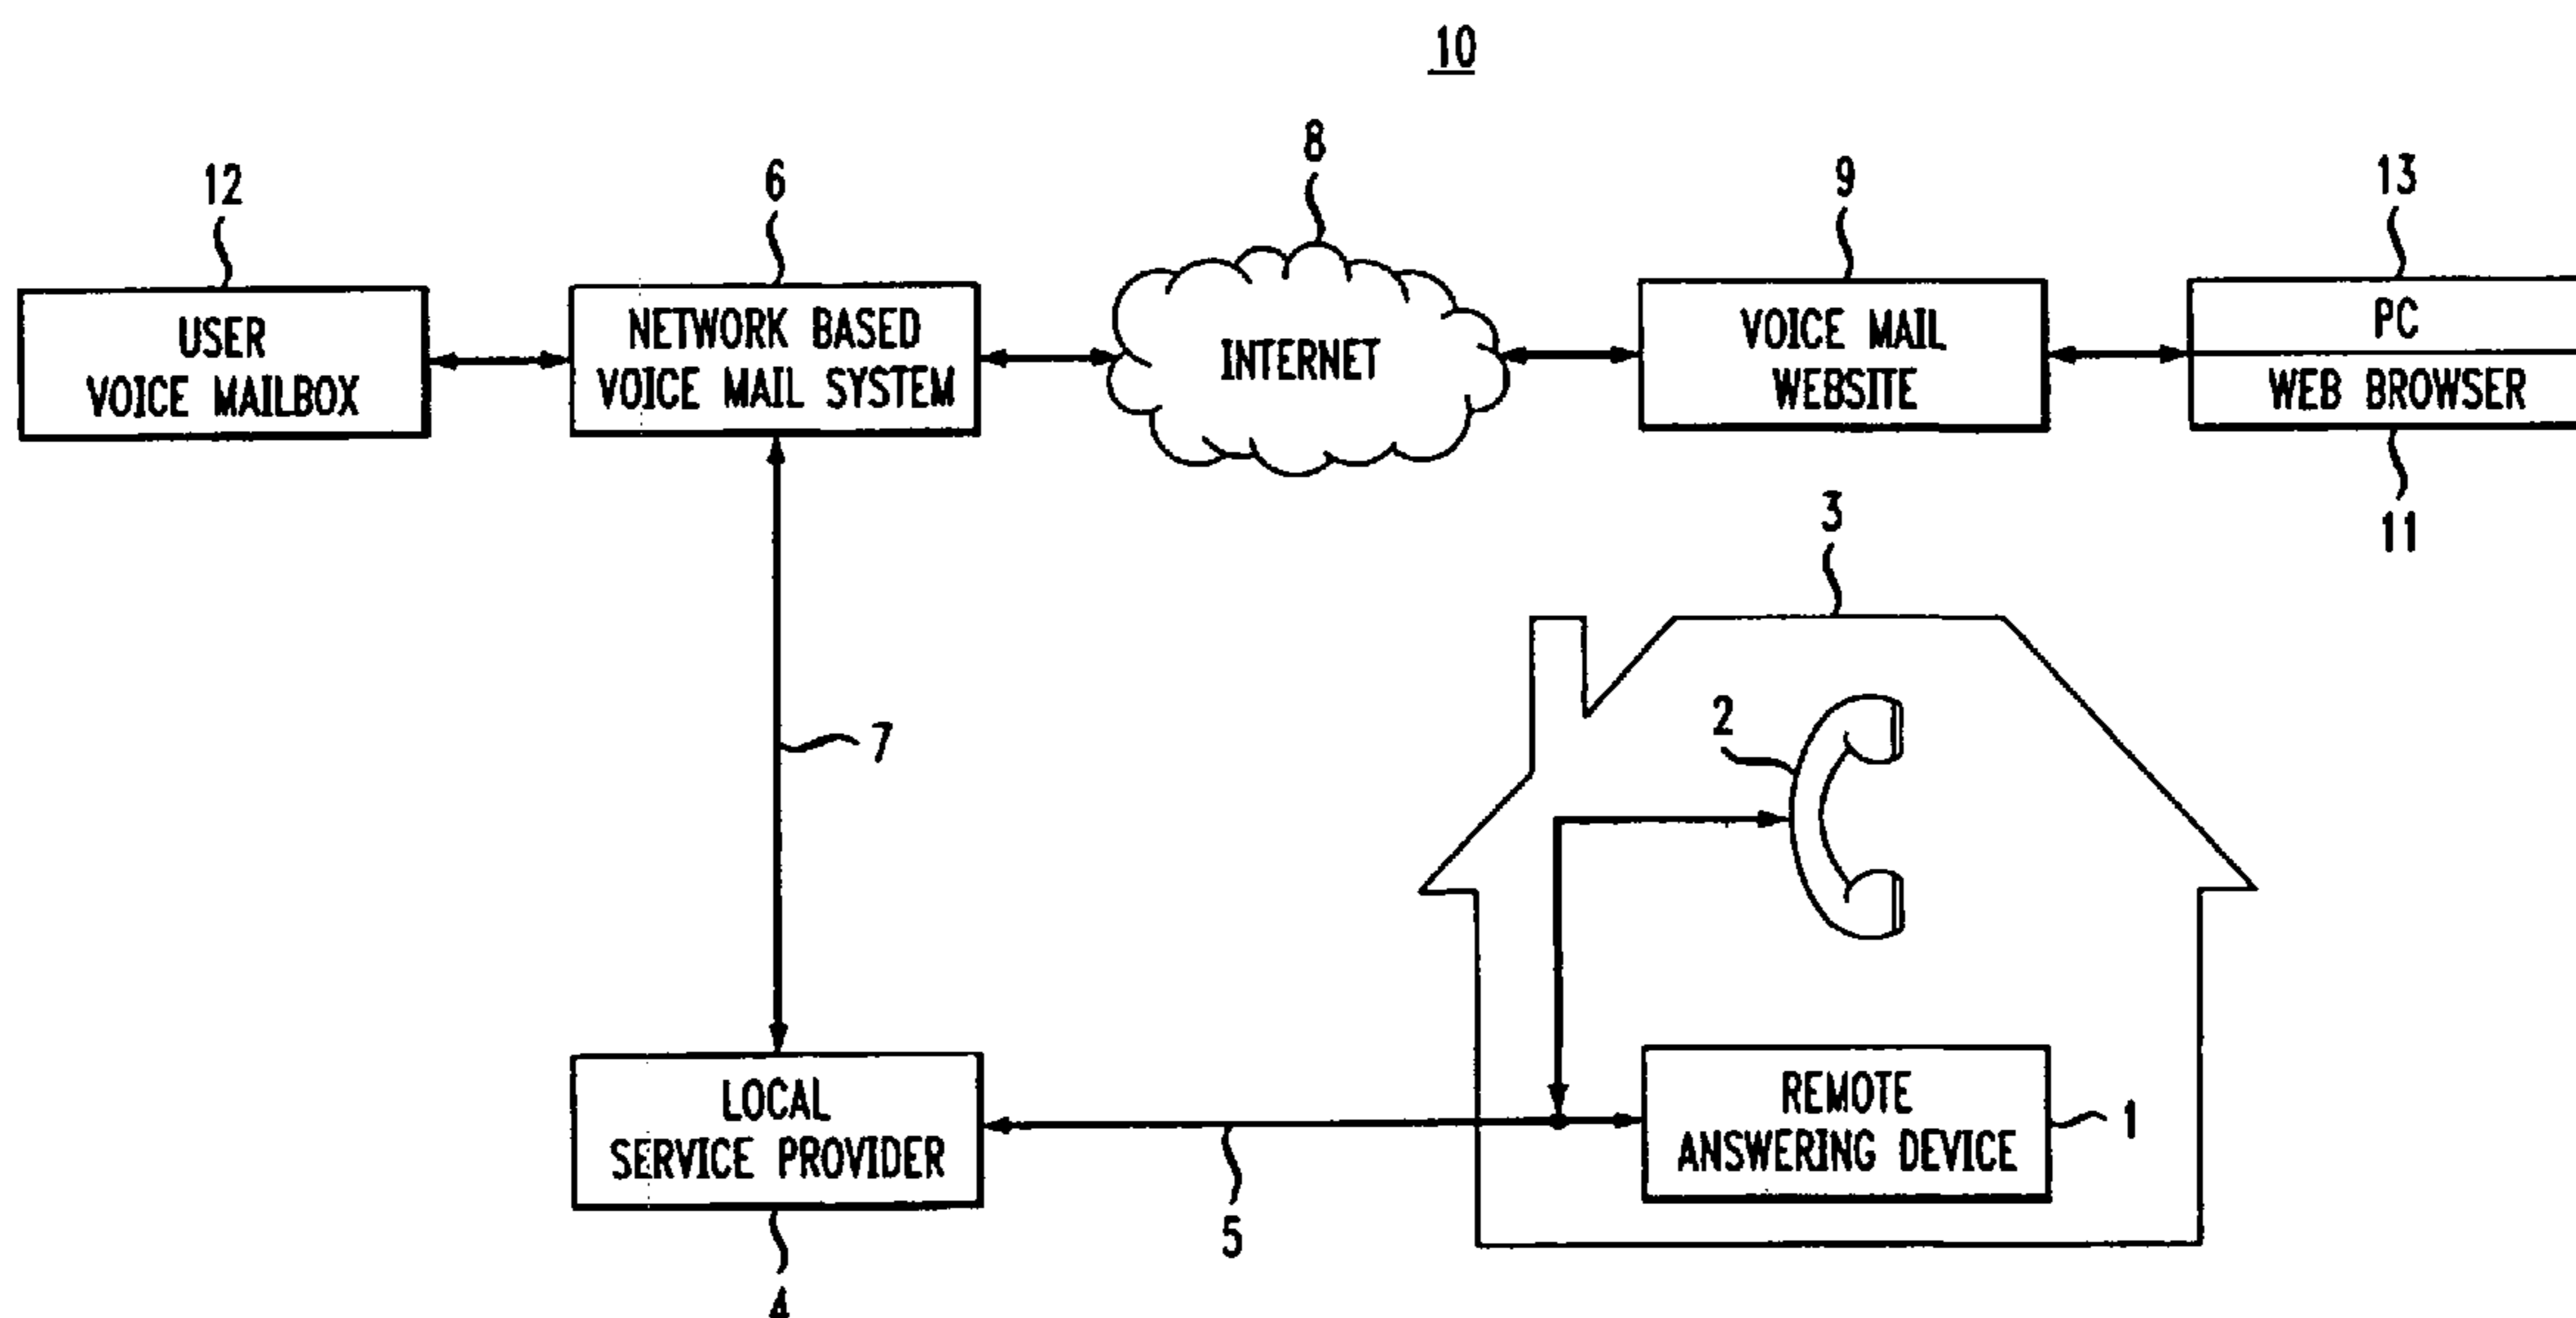 10
12
6
8
9
13
USER
VOICE MAILBOX
NETWORK BASED
VOICE MAIL SYSTEM
INTERNET
VOICE MAIL
WEBSITE
PC
WEB BROWSER
11
3
2
7
LOCAL
SERVICE PROVIDER
REMOTE
ANSWERING DEVICE
1
5
4